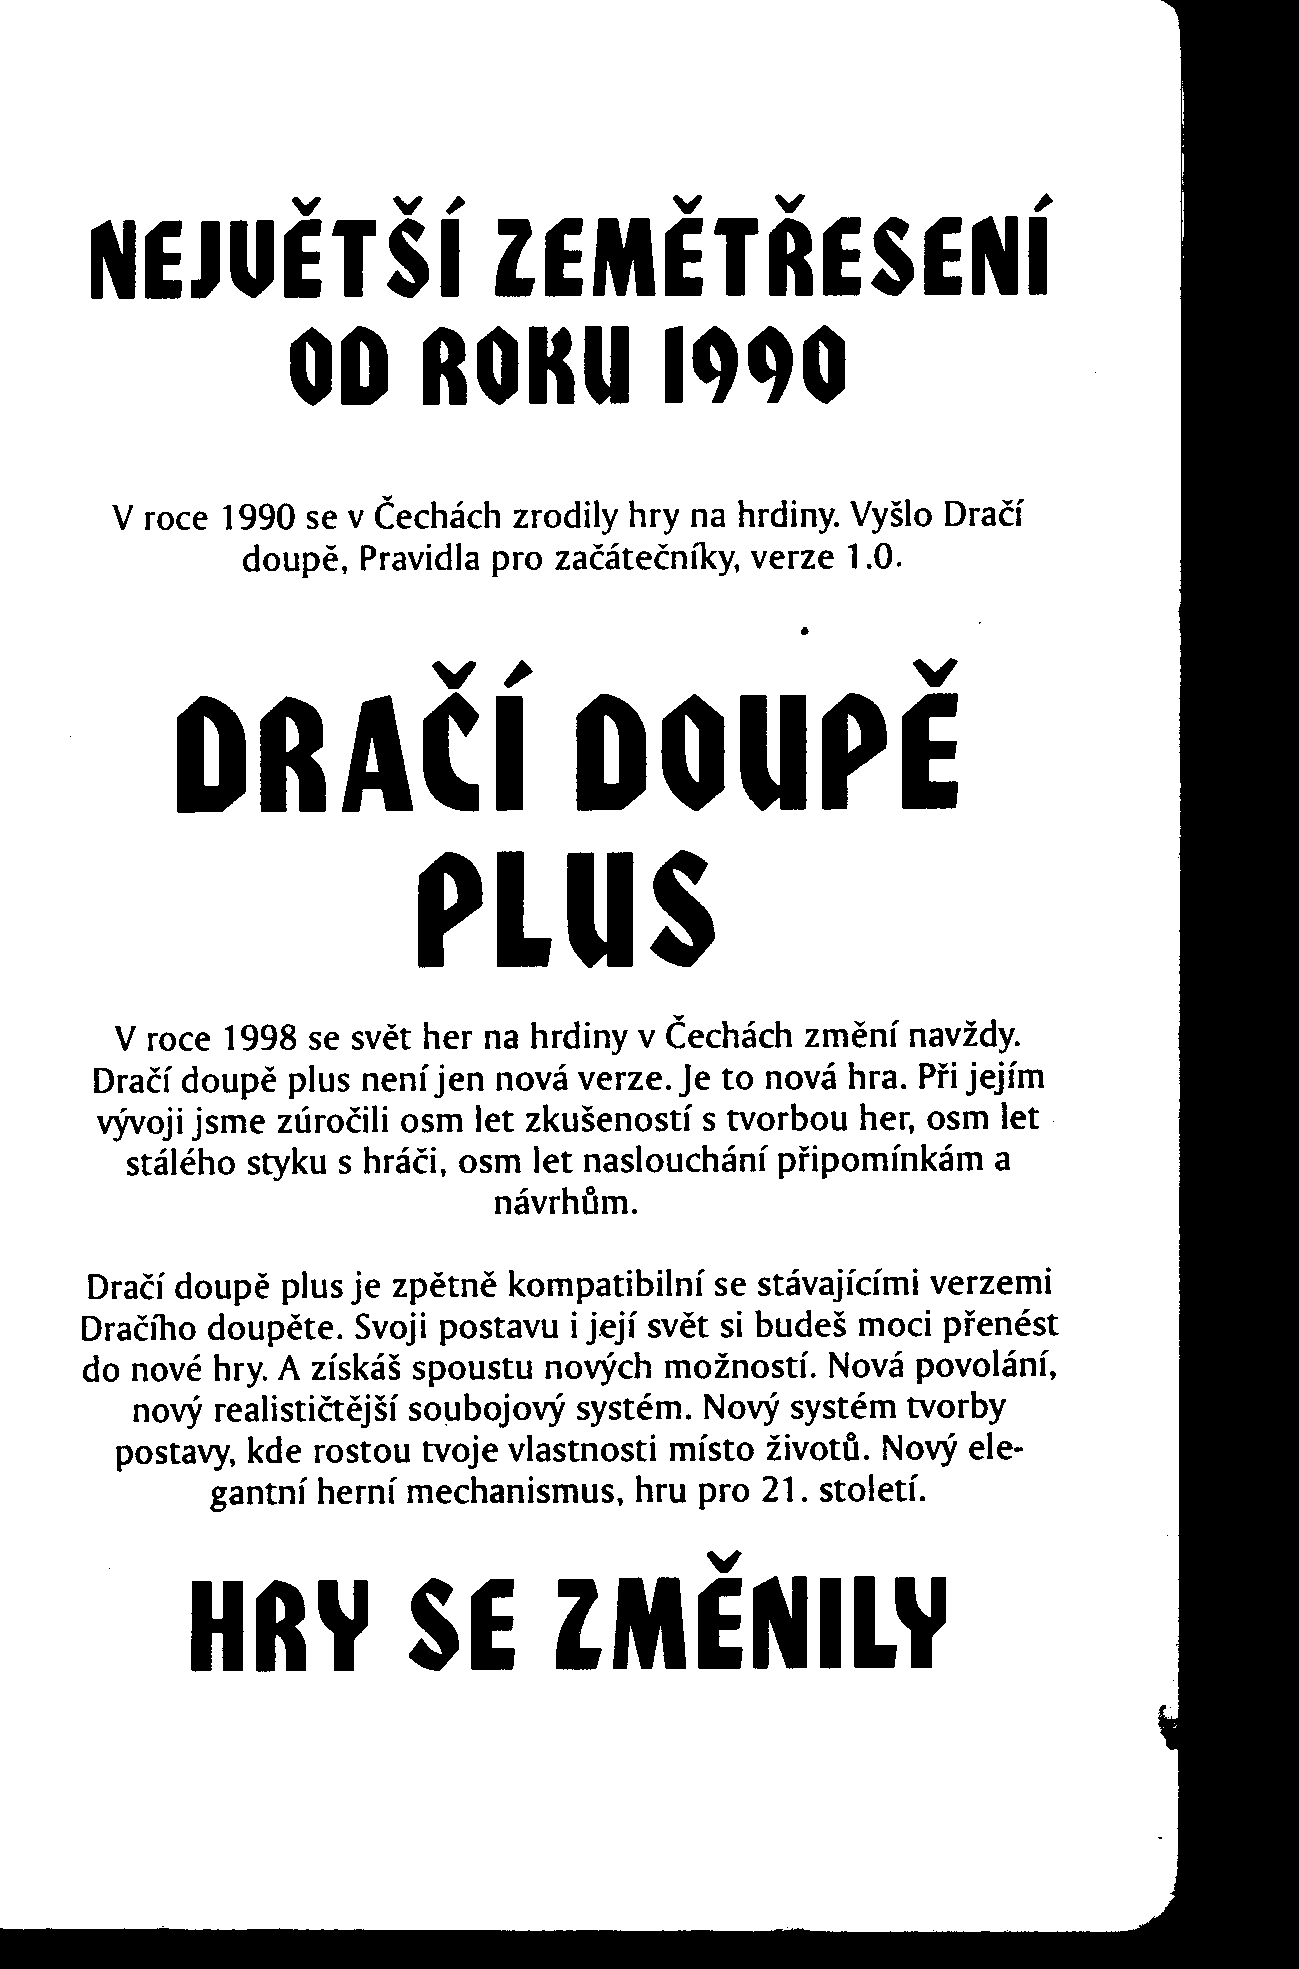 NEJVĚTŠÍ ZEMĚTŘESENÍ
OD ROKU 1990
V roce 1990 se v Čechách zrodily hry na hrdiny. Vyšlo Dračí
doupě, Pravidla pro začátečníky, verze 1.0.
DRAČÍ DOUPĚ
PLUS
V roce 1998 se svět her na hrdiny v Čechách změní navždy.
Dračí doupě plus není jen nová verze. Je to nová hra. Při jejím
vývoji jsme zúročili osm let zkušeností s tvorbou her, osm let
stálého styku s hráči, osm let naslouchání připomínkám a
návrhům.
Dračí doupě plus je zpětně kompatibilní se stávajícími verzemi
Dračího doupěte. Svoji postavu i její svět si budeš moci přenést
do nové hry. A získáš spoustu nových možností. Nová povolání,
nový realističtější soubojový systém. Nový systém tvorby
postavy, kde rostou tvoje vlastnosti místo životů. Nový ele-
gantní herní mechanismus, hru pro 21. století.
HRY SE ZMĚNILY